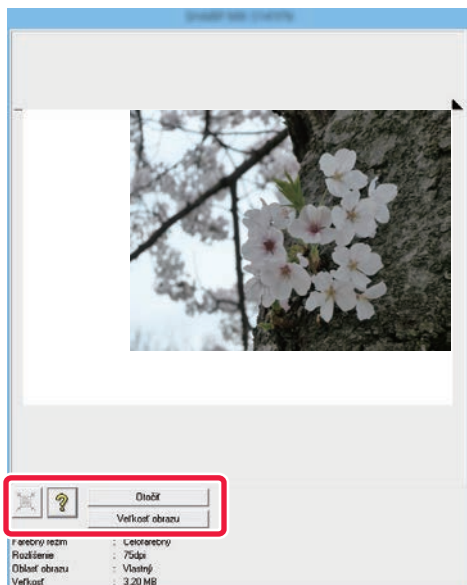 Otočiť
Veľkosť obrazu
Farebný režim : Celofarebný
Rozlíšenie : 75dpi
Oblasť obrazu : Vlastný
Veľkosť : 3.20 MB